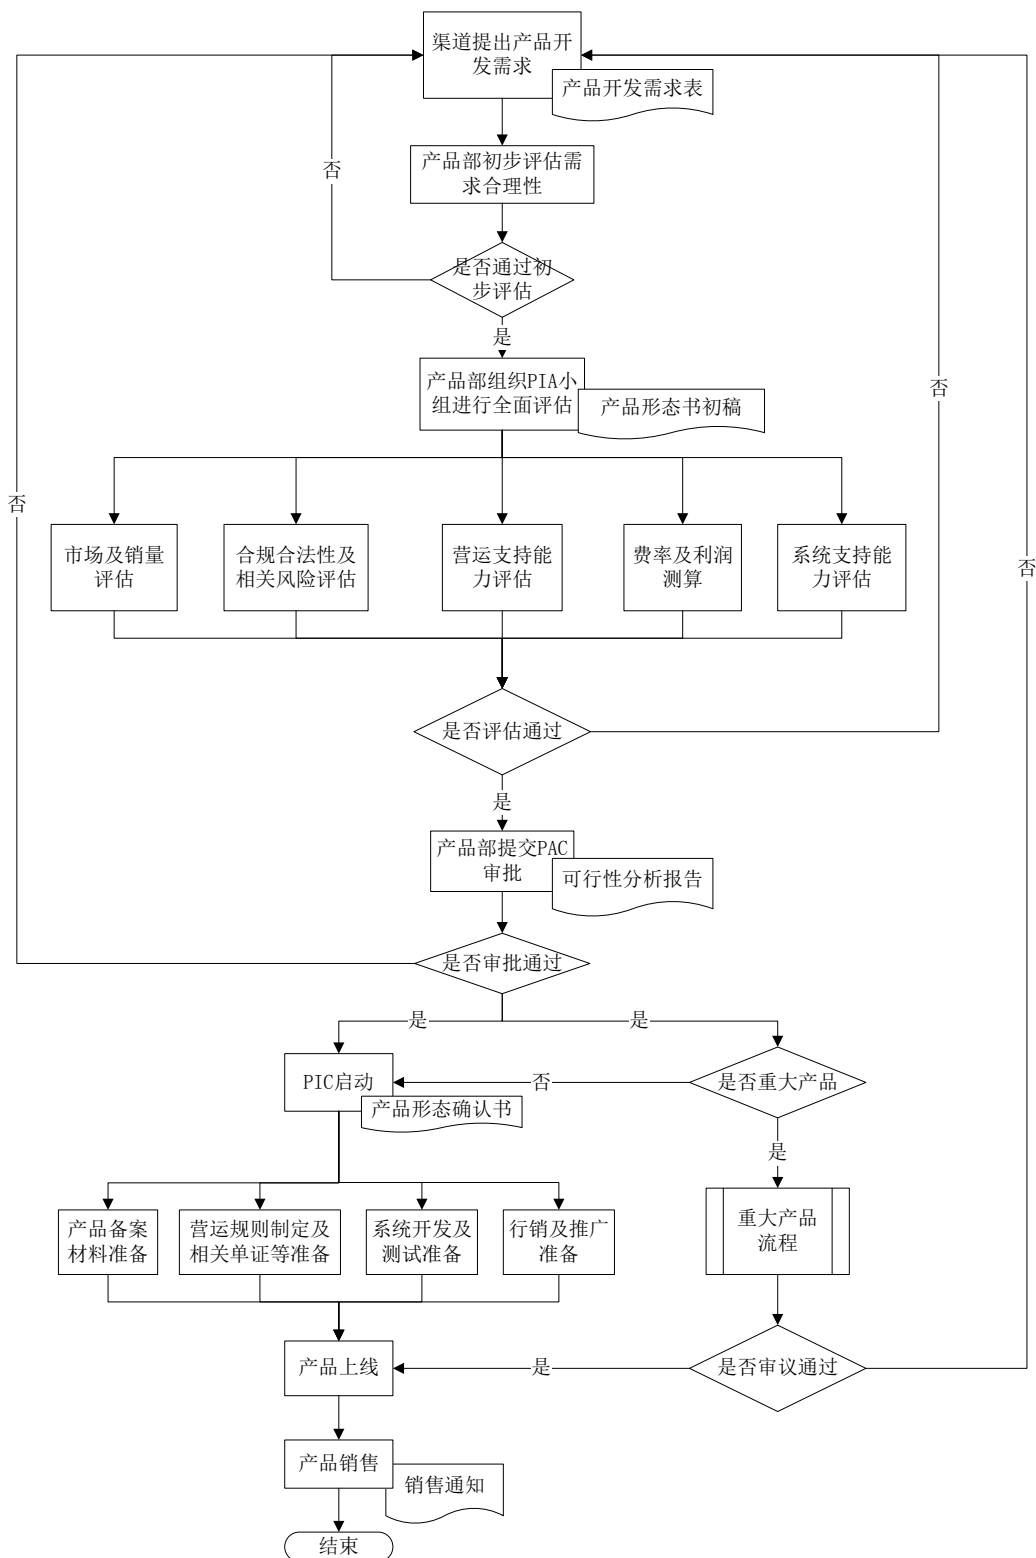 渠道提出产品开
发需求
产品开发需求表
产品部初步评估需
求合理性
否
是否通过初
步评估
是
产品部组织PIA小
组进行全面评估
产品形态书初稿
否
否
市场及销量
评估
合规合法性及
相关风险评估
营运支持能
力评估
费率及利润
测算
系统支持能
力评估
否
是否评估通过
是
产品部提交PAC
审批
可行性分析报告
是否审批通过
是
是
PIC启动
产品形态确认书
否
是否重大产品
是
产品备案
材料准备
营运规则制定及
相关单证等准备
系统开发及
测试准备
行销及推广
准备
重大产品
流程
产品上线
是
是否审议通过
产品销售
销售通知
结束